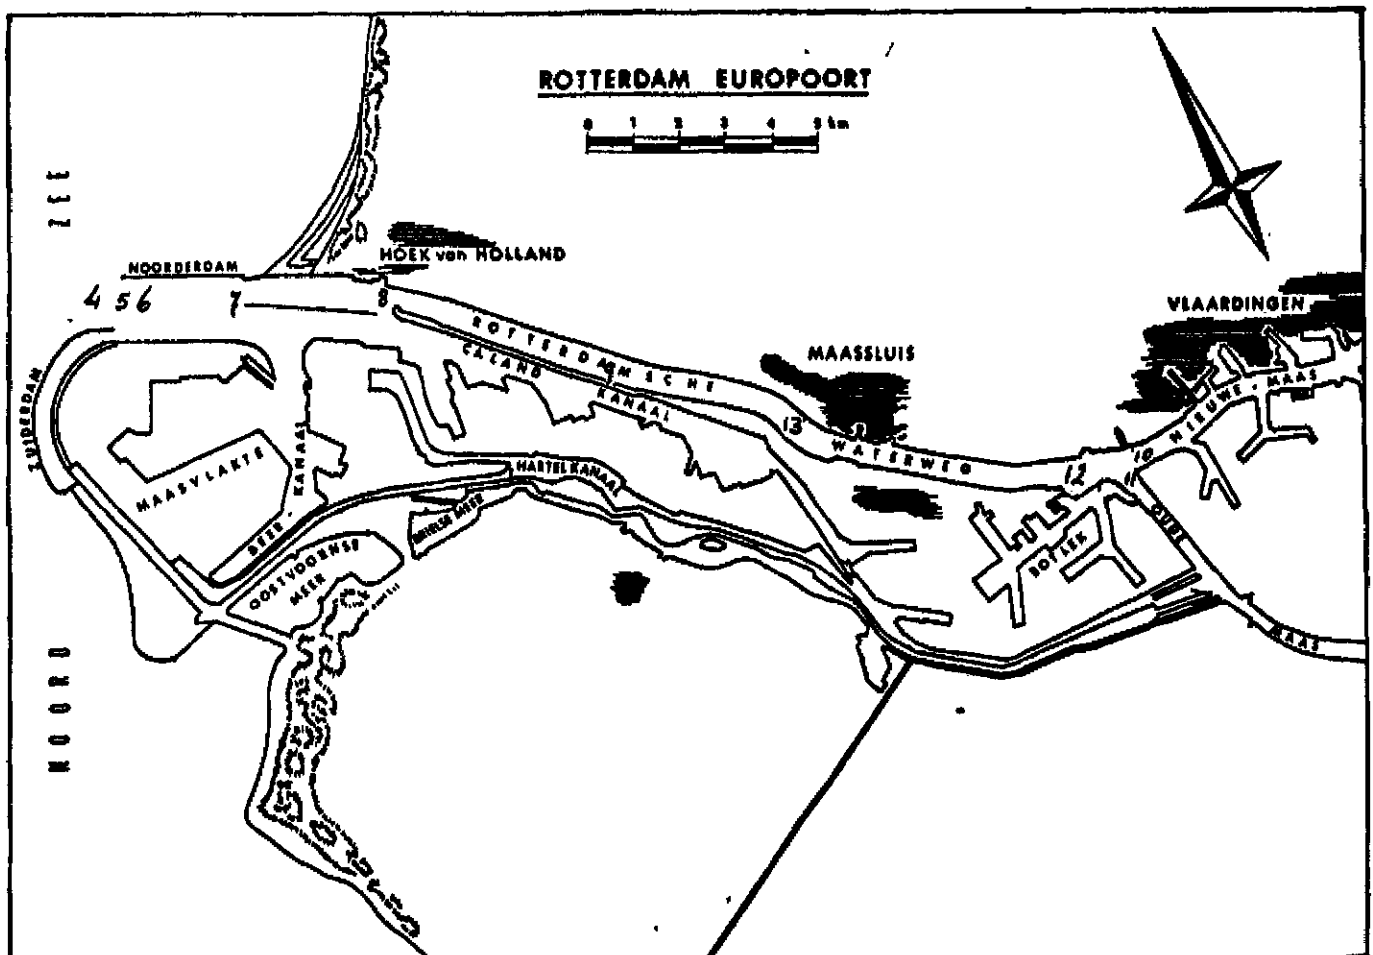 ROTTERDAM EUROPOORT
0 1 2 3 4 5 km
ZEE
HOEK van HOLLAND
NOORDERDAM
4 5 6 7 8
VLAARDINGEN
ROTTERDAMSCHE
MAASSLUIS
CALAND
KANAAL
NIEUWE - MAAS
ZUIDERDAM
13
WATERWEG
12
10
11
MAASVLAKTE
BEER - KANAAL
HARTELKANAAL
OUDE
MAAS
BOTLEK
OOSTVOORNSE
MEER
NOORD